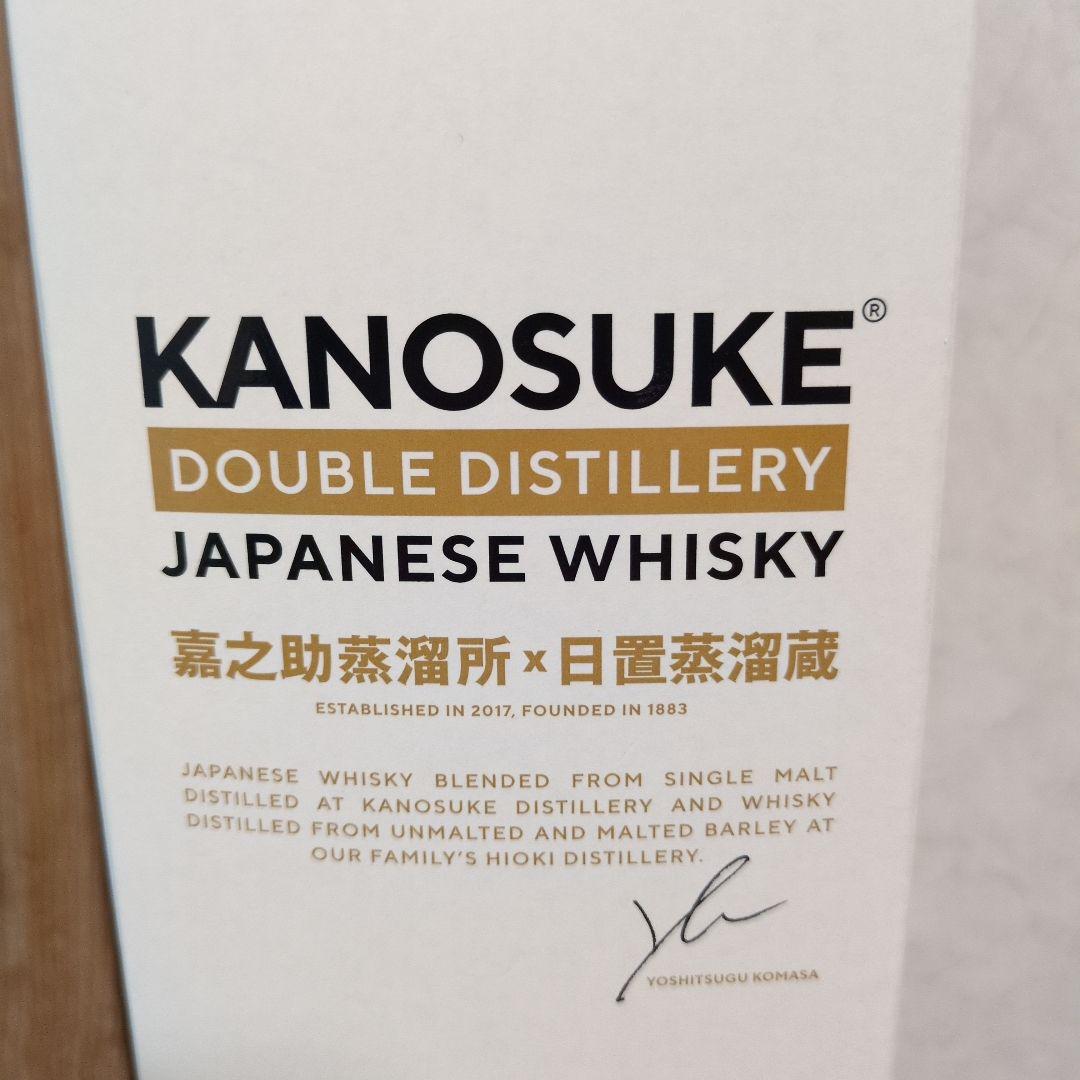 KANOSUKE®
DOUBLE DISTILLERY
JAPANESE WHISKY
嘉之助蒸溜所 x 日置蒸溜蔵
ESTABLISHED IN 2017, FOUNDED IN 1883
JAPANESE WHISKY BLENDED FROM SINGLE MALT
DISTILLED AT KANOSUKE DISTILLERY AND WHISKY
DISTILLED FROM UNMALTED AND MALTED BARLEY AT
OUR FAMILY'S HIOKI DISTILLERY.
YOSHITSUGU KOMASA